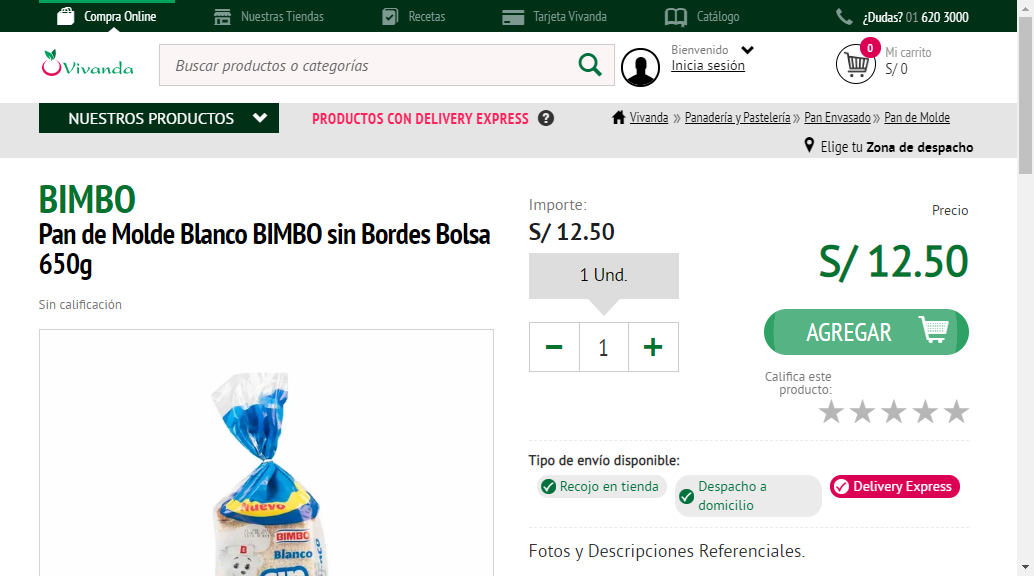 Compra Online
Nuestras Tiendas
Recetas
Tarjeta Vivanda
Catálogo
¿Dudas? 01 620 3000
Vivanda
Buscar productos o categorías
Bienvenido
Inicia sesión
0
Mi carrito
S/ 0
NUESTROS PRODUCTOS
PRODUCTOS CON DELIVERY EXPRESS ?
Vivanda » Panadería y Pastelería » Pan Envasado » Pan de Molde
Elige tu Zona de despacho
BIMBO
Pan de Molde Blanco BIMBO sin Bordes Bolsa
650g
Sin calificación
Nuevo
BIMBO
Blanco
Importe:
S/ 12.50
1 Und.
− 1 +
Precio
S/ 12.50
AGREGAR
Califica este
producto:
Tipo de envío disponible:
Recojo en tienda
Despacho a
domicilio
Delivery Express
Fotos y Descripciones Referenciales.